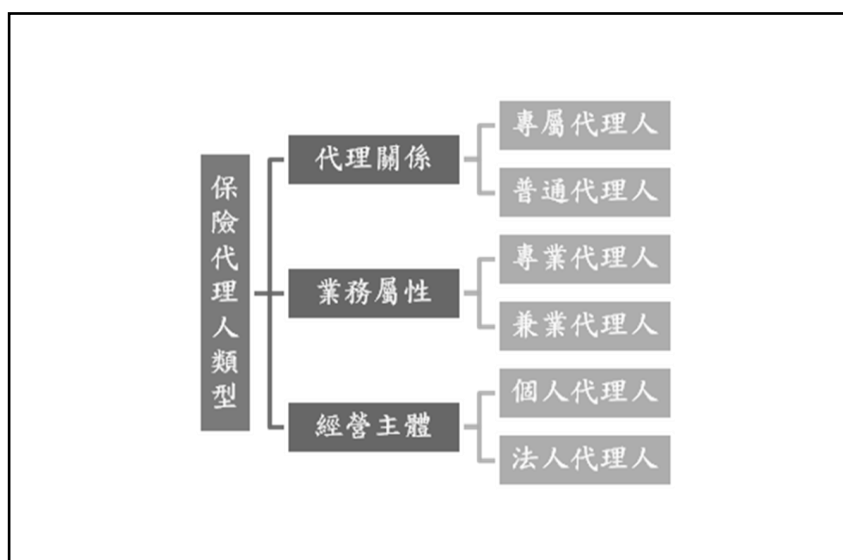 保險代理人類型
代理關係
專屬代理人
普通代理人
業務屬性
專業代理人
兼業代理人
經營主體
個人代理人
法人代理人